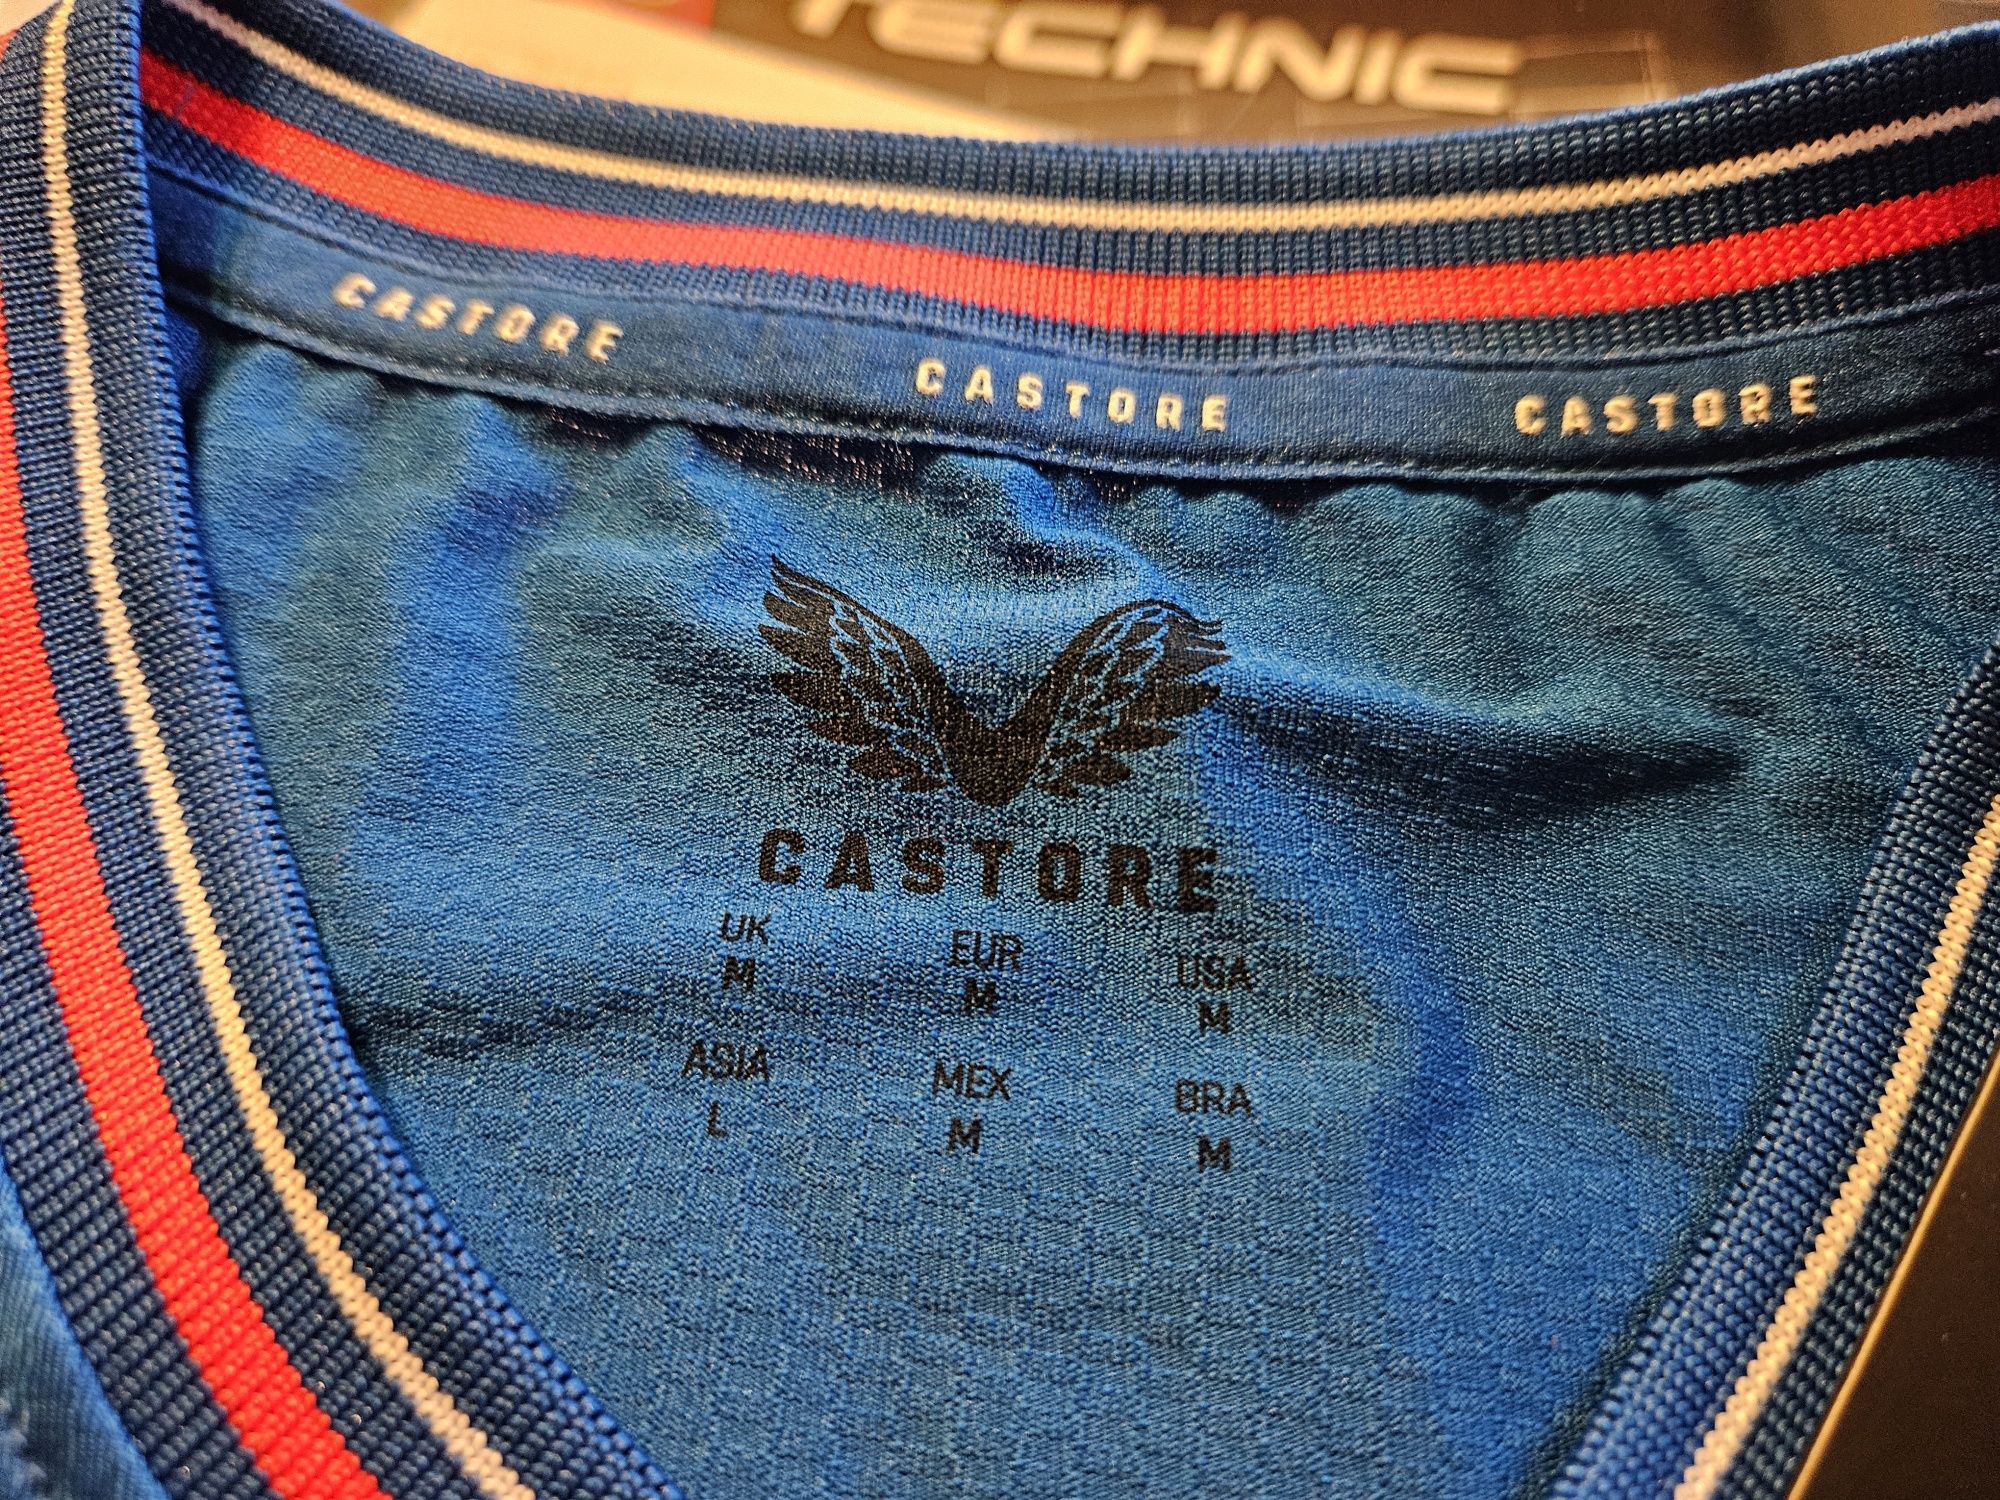 TECHNIC
CASTORE CASTORE CASTORE
CASTORE
UK EUR USA
M M M
ASIA MEX BRA
L M M